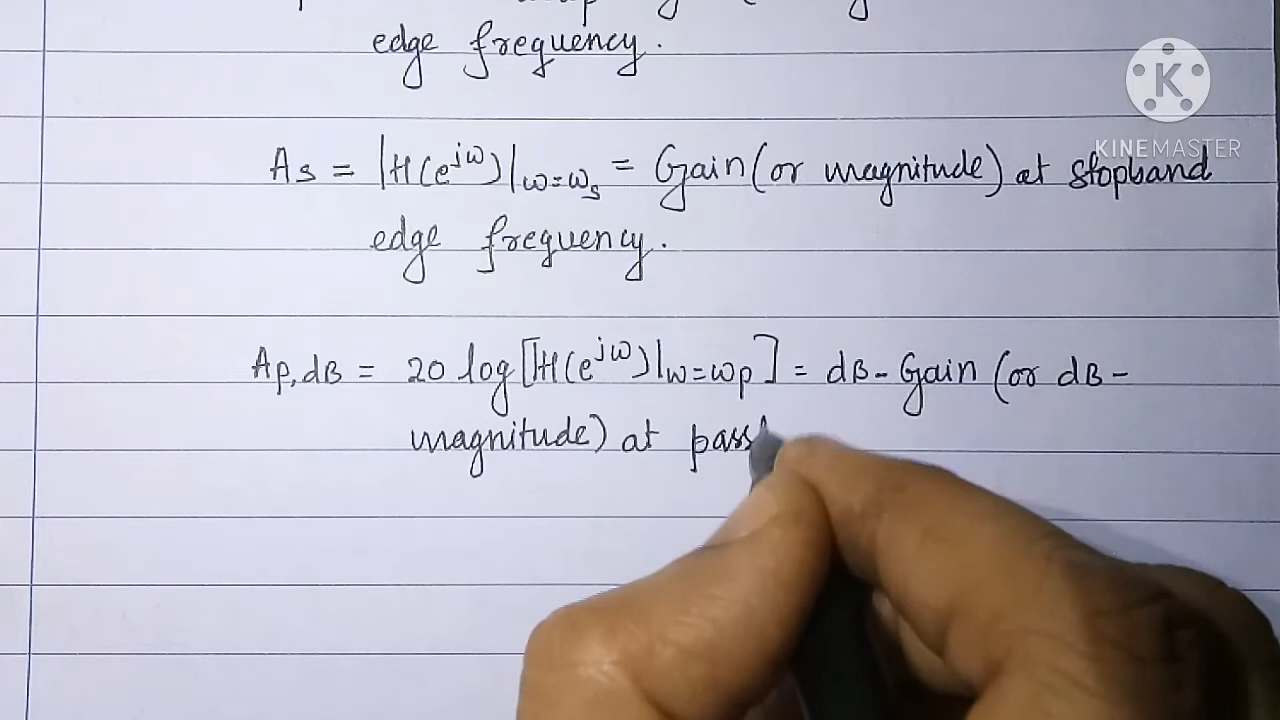 edge frequency.
K
KINEMASTER
As = |H(e^jω)|ω=ωs = Gain (or magnitude) at stopband
edge frequency.
Ap,dB = 20 log [|H(e^jω)|ω=ωp] = dB-Gain (or dB-
magnitude) at pass